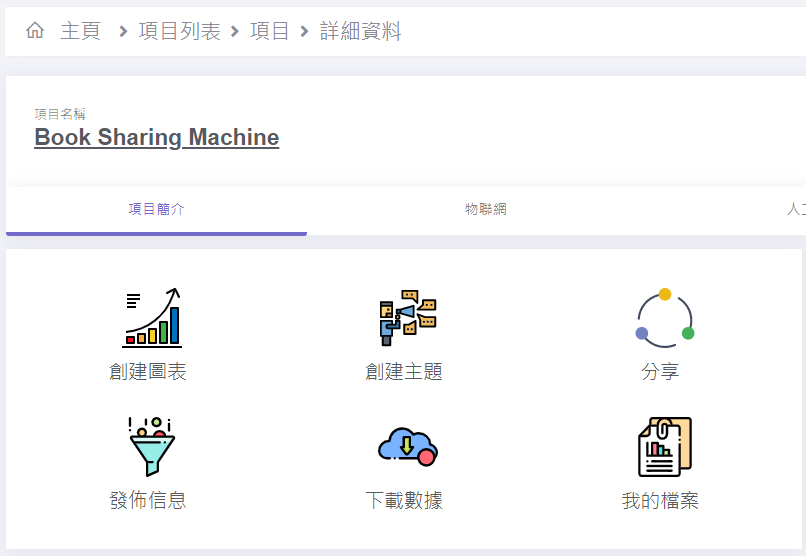 主頁 項目列表 項目 詳細資料
項目名稱
Book Sharing Machine
項目簡介 物聯網 人工
創建圖表 創建主題 分享
發佈信息 下載數據 我的檔案